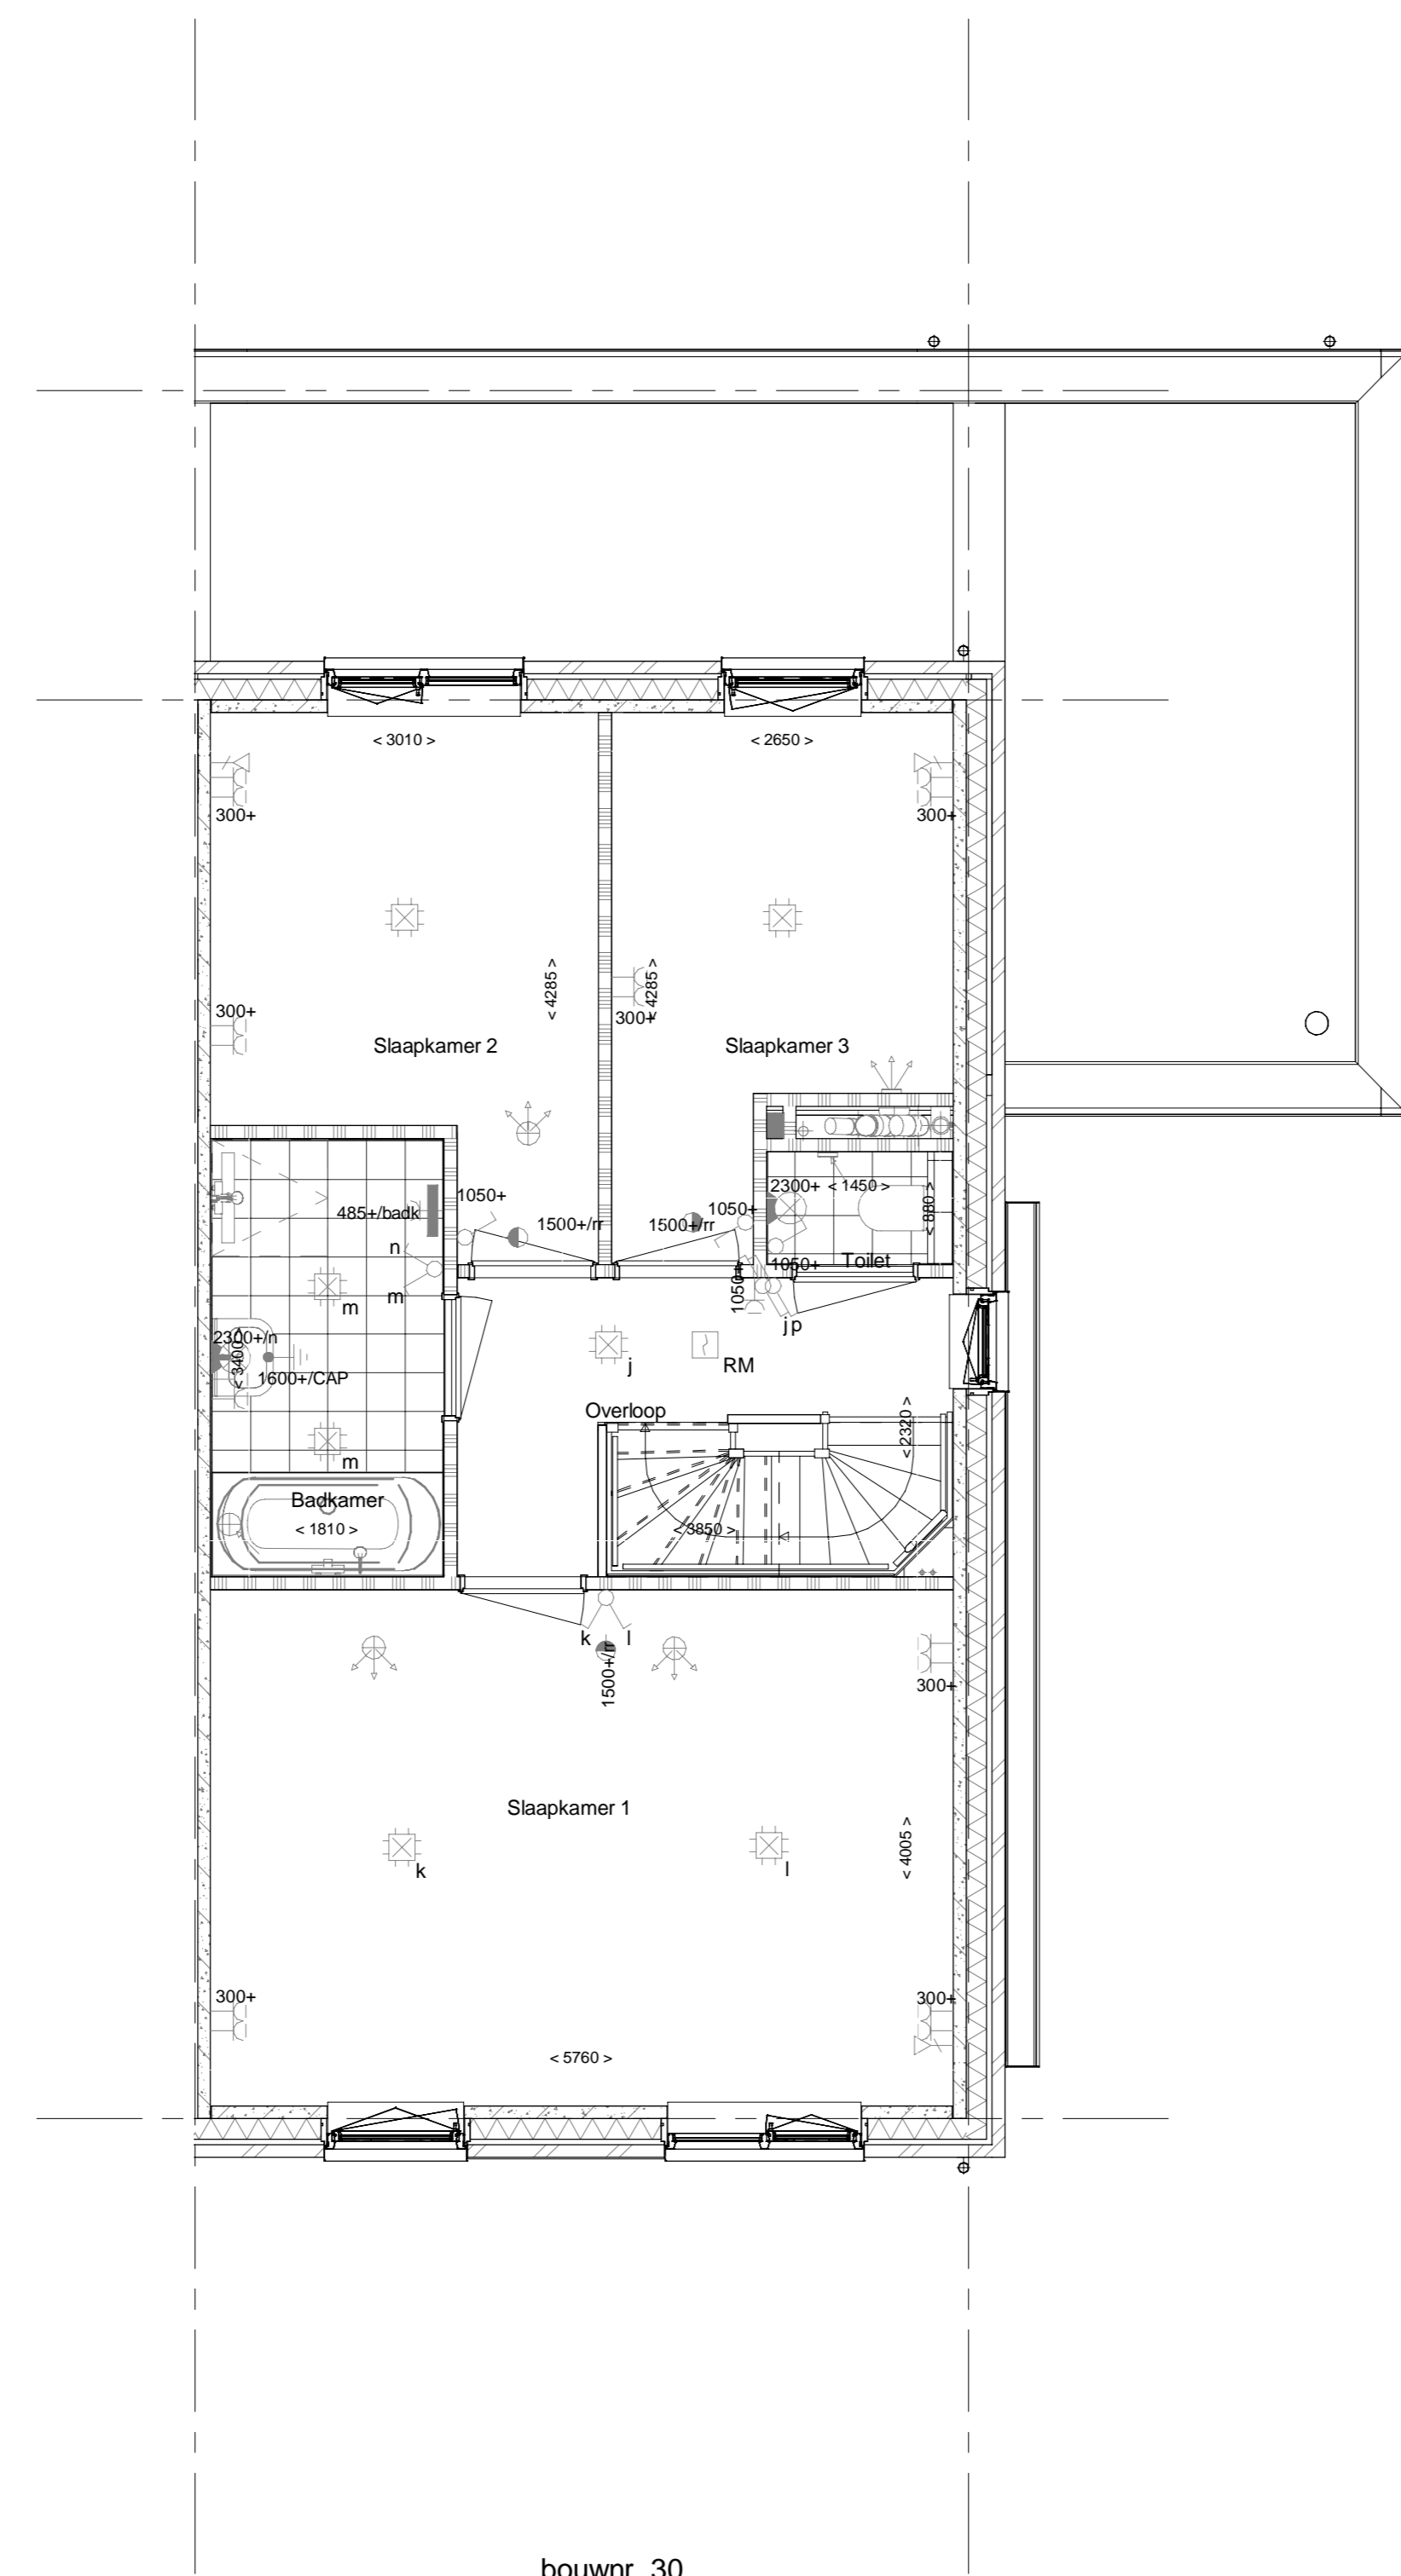 < 3010 >
< 2650 >
300+
300+
< 4285 >
< 4285 >
300+
300+
Slaapkamer 2
Slaapkamer 3
1050+
2300+
< 1450 >
485+/badk
1050+
< 880 >
1500+/rr
1500+/rr
n
1050+
Toilet
m
1050+
m
j p
2300+/n
j
RM
< 3400 >
1600+/CAP
Overloop
< 2320 >
m
Badkamer
< 1810 >
< 3850 >
k
l
1500+/rr
300+
Slaapkamer 1
< 4005 >
k
l
300+
300+
< 5760 >
bouwnr. 30